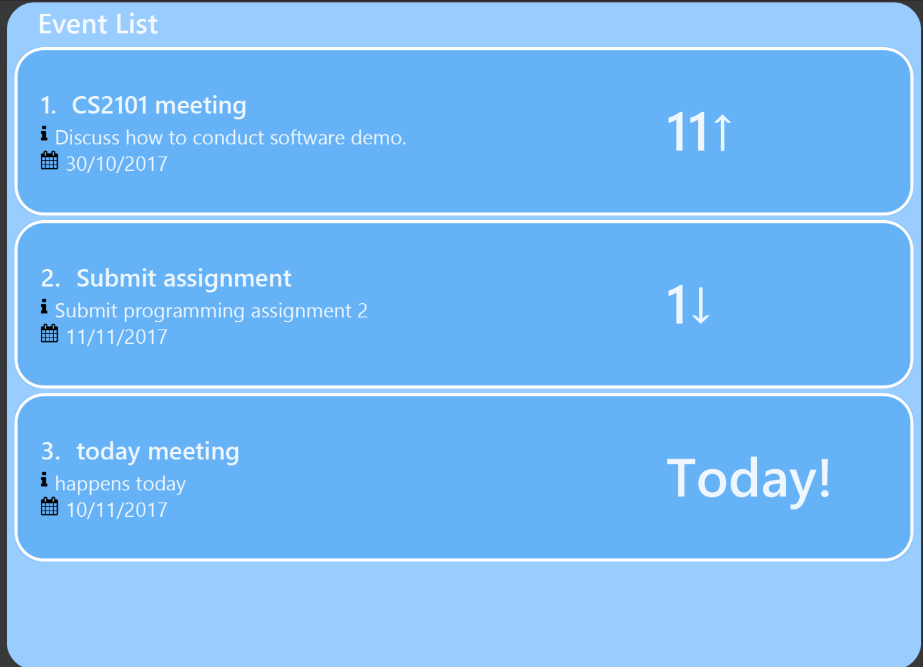 Event List
1. CS2101 meeting
Discuss how to conduct software demo.
30/10/2017
11↑
2. Submit assignment
Submit programming assignment 2
11/11/2017
1↓
3. today meeting
happens today
10/11/2017
Today!